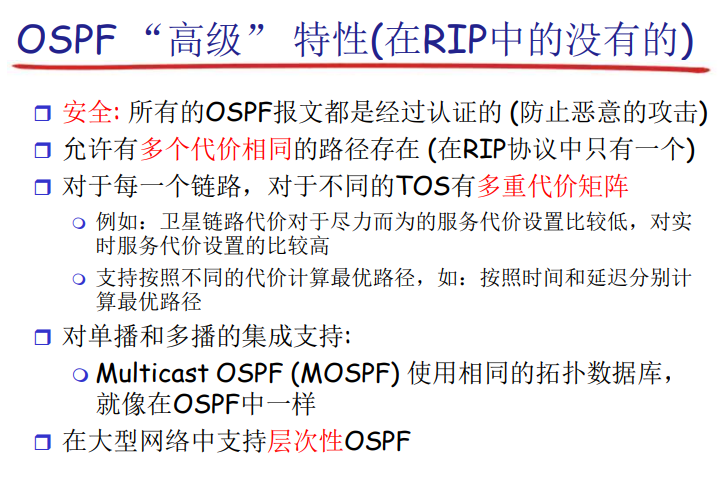 OSPF “高级” 特性(在RIP中的没有的)
安全: 所有的OSPF报文都是经过认证的 (防止恶意的攻击)
允许有多个代价相同的路径存在 (在RIP协议中只有一个)
对于每一个链路，对于不同的TOS有多重代价矩阵
例如：卫星链路代价对于尽力而为的服务代价设置比较低，对实
时服务代价设置的比较高
支持按照不同的代价计算最优路径，如：按照时间和延迟分别计
算最优路径
对单播和多播的集成支持:
Multicast OSPF (MOSPF) 使用相同的拓扑数据库，
就像在OSPF中一样
在大型网络中支持层次性OSPF